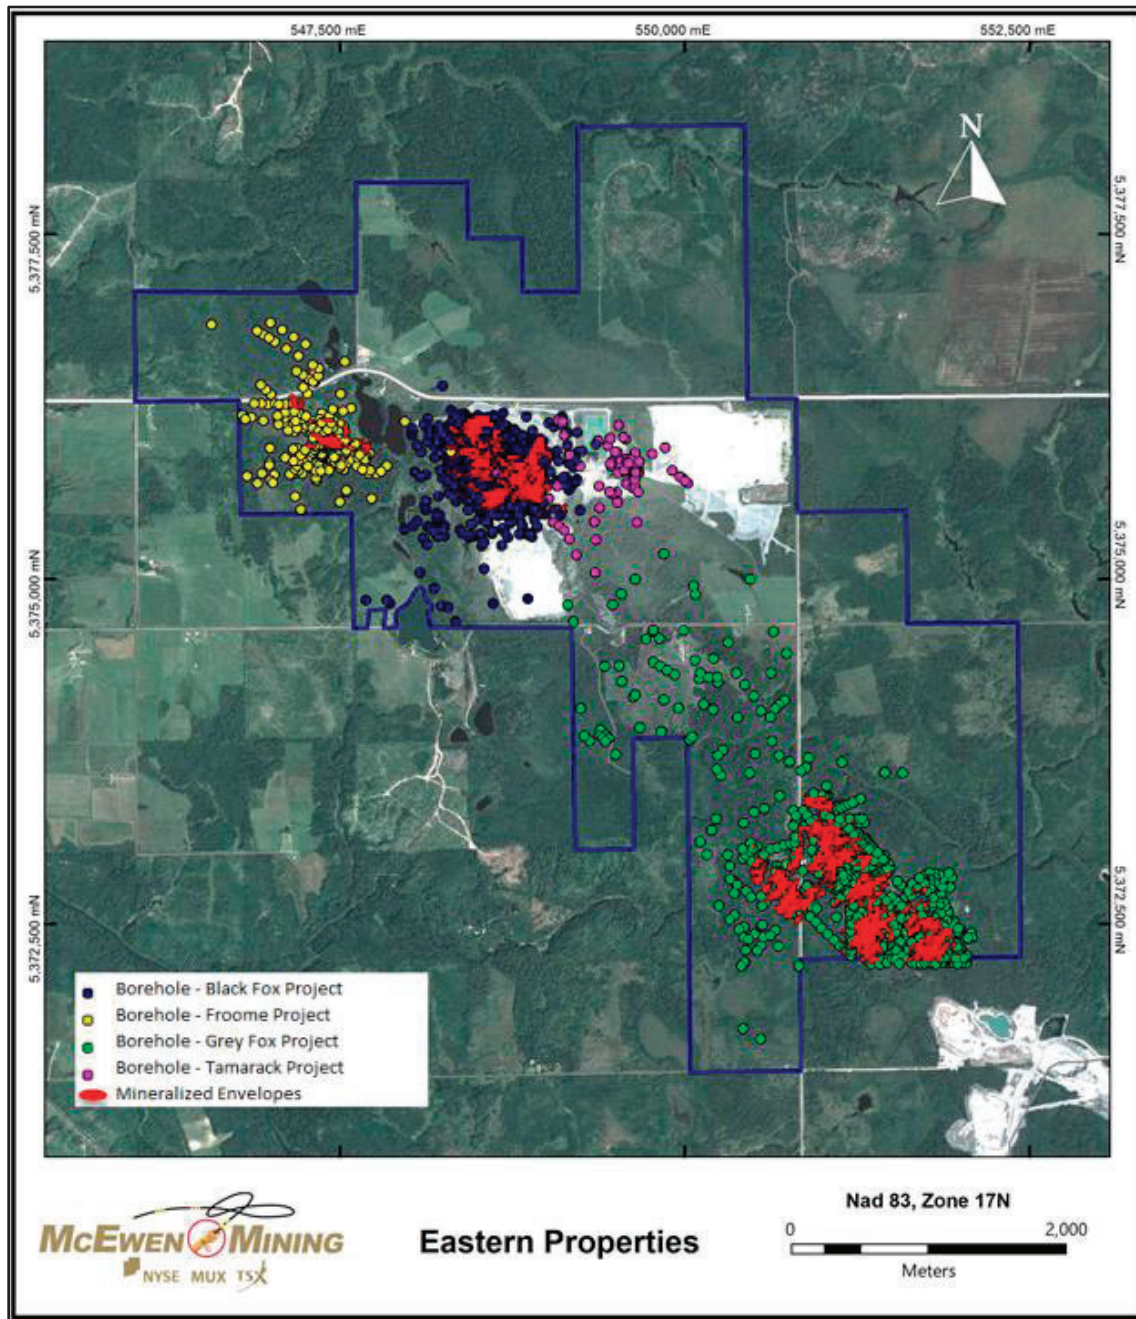 547,500 mE
550,000 mE
552,500 mE
5,377,500 mN
5,377,500 mN
N
5,375,000 mN
5,375,000 mN
5,372,500 mN
5,372,500 mN
Borehole - Black Fox Project
Borehole - Froome Project
Borehole - Grey Fox Project
Borehole - Tamarack Project
Mineralized Envelopes
MCEWEN MINING
NYSE MUX TSX
Eastern Properties
Nad 83, Zone 17N
0 2,000
Meters